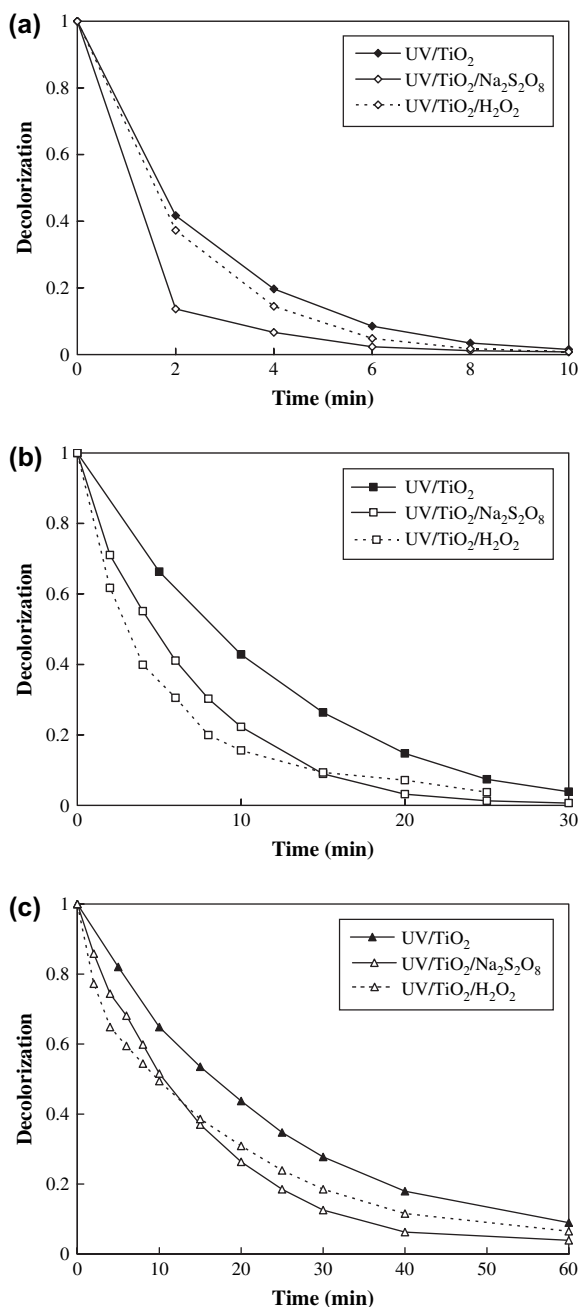 (a)
1
0.8
0.6
0.4
0.2
0
Decolorization
UV/TiO₂
UV/TiO₂/Na₂S₂O₈
UV/TiO₂/H₂O₂
0 2 4 6 8 10
Time (min)
(b)
1
0.8
0.6
0.4
0.2
0
Decolorization
UV/TiO₂
UV/TiO₂/Na₂S₂O₈
UV/TiO₂/H₂O₂
0 10 20 30
Time (min)
(c)
1
0.8
0.6
0.4
0.2
0
Decolorization
UV/TiO₂
UV/TiO₂/Na₂S₂O₈
UV/TiO₂/H₂O₂
0 10 20 30 40 50 60
Time (min)